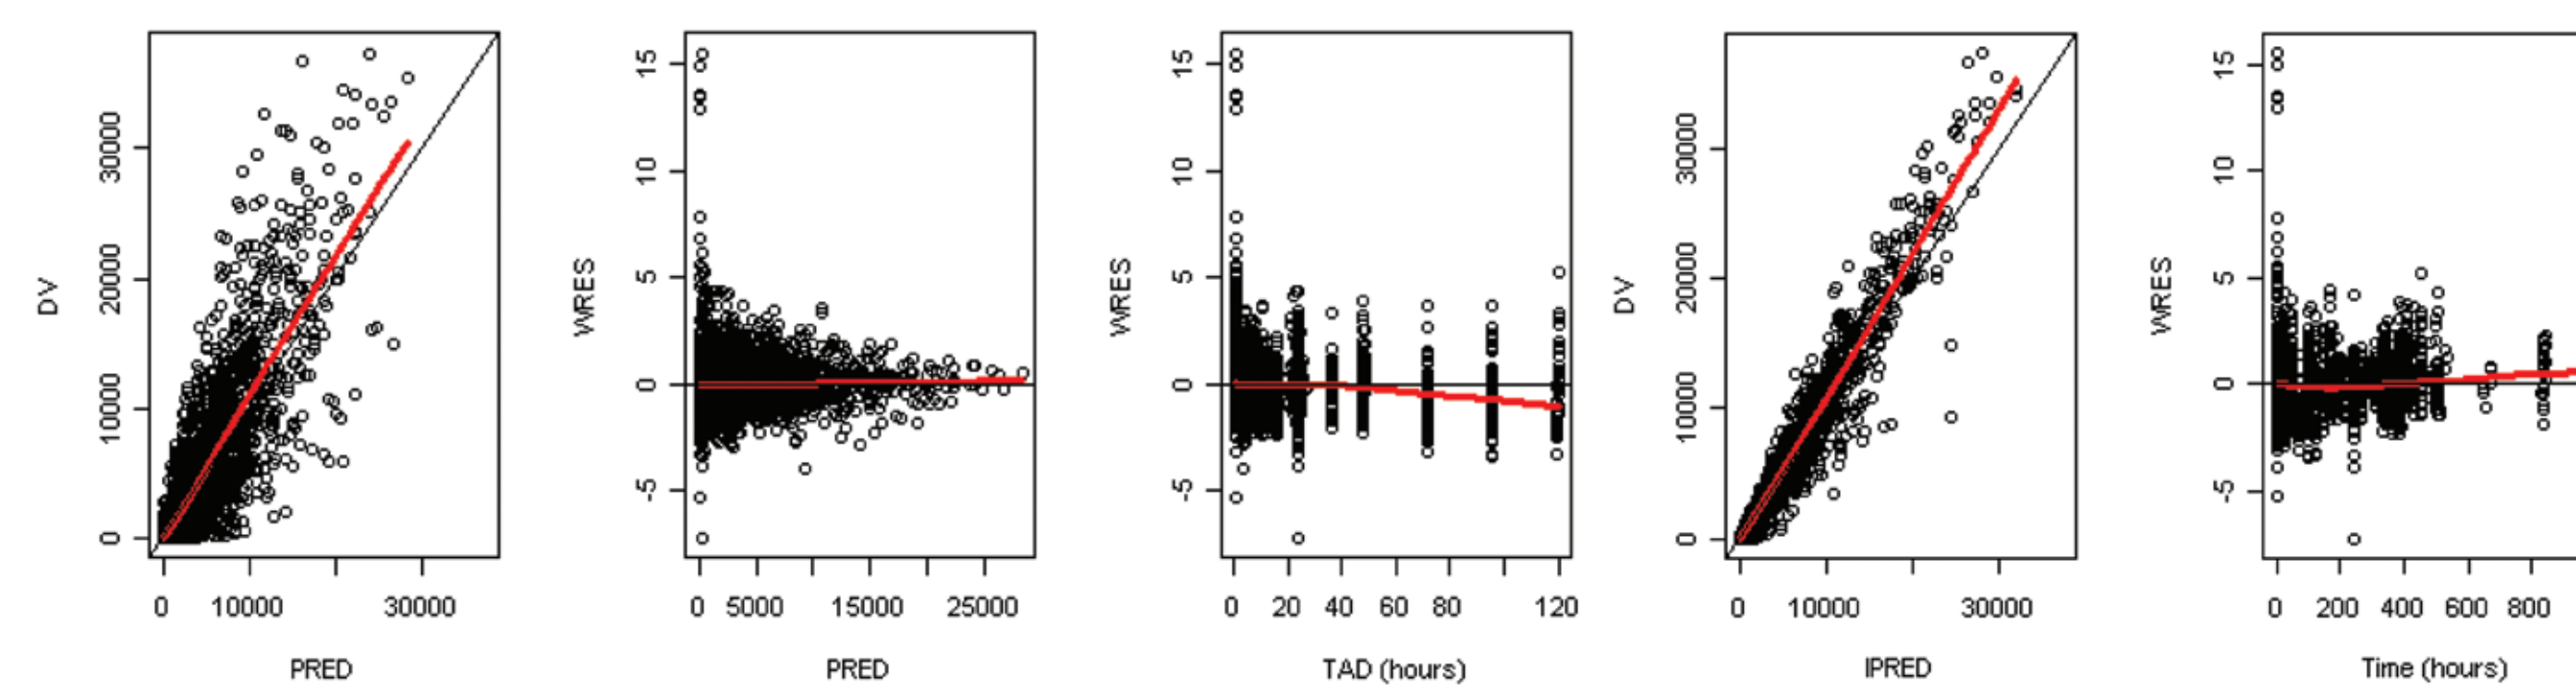 DV
0 10000 20000 30000
0 10000 30000
PRED
WRES
-5 0 5 10 15
0 5000 15000 25000
PRED
WRES
-5 0 5 10 15
0 20 40 60 80 120
TAD (hours)
DV
0 10000 20000 30000
0 10000 30000
IPRED
WRES
-5 0 5 10 15
0 200 400 600 800
Time (hours)